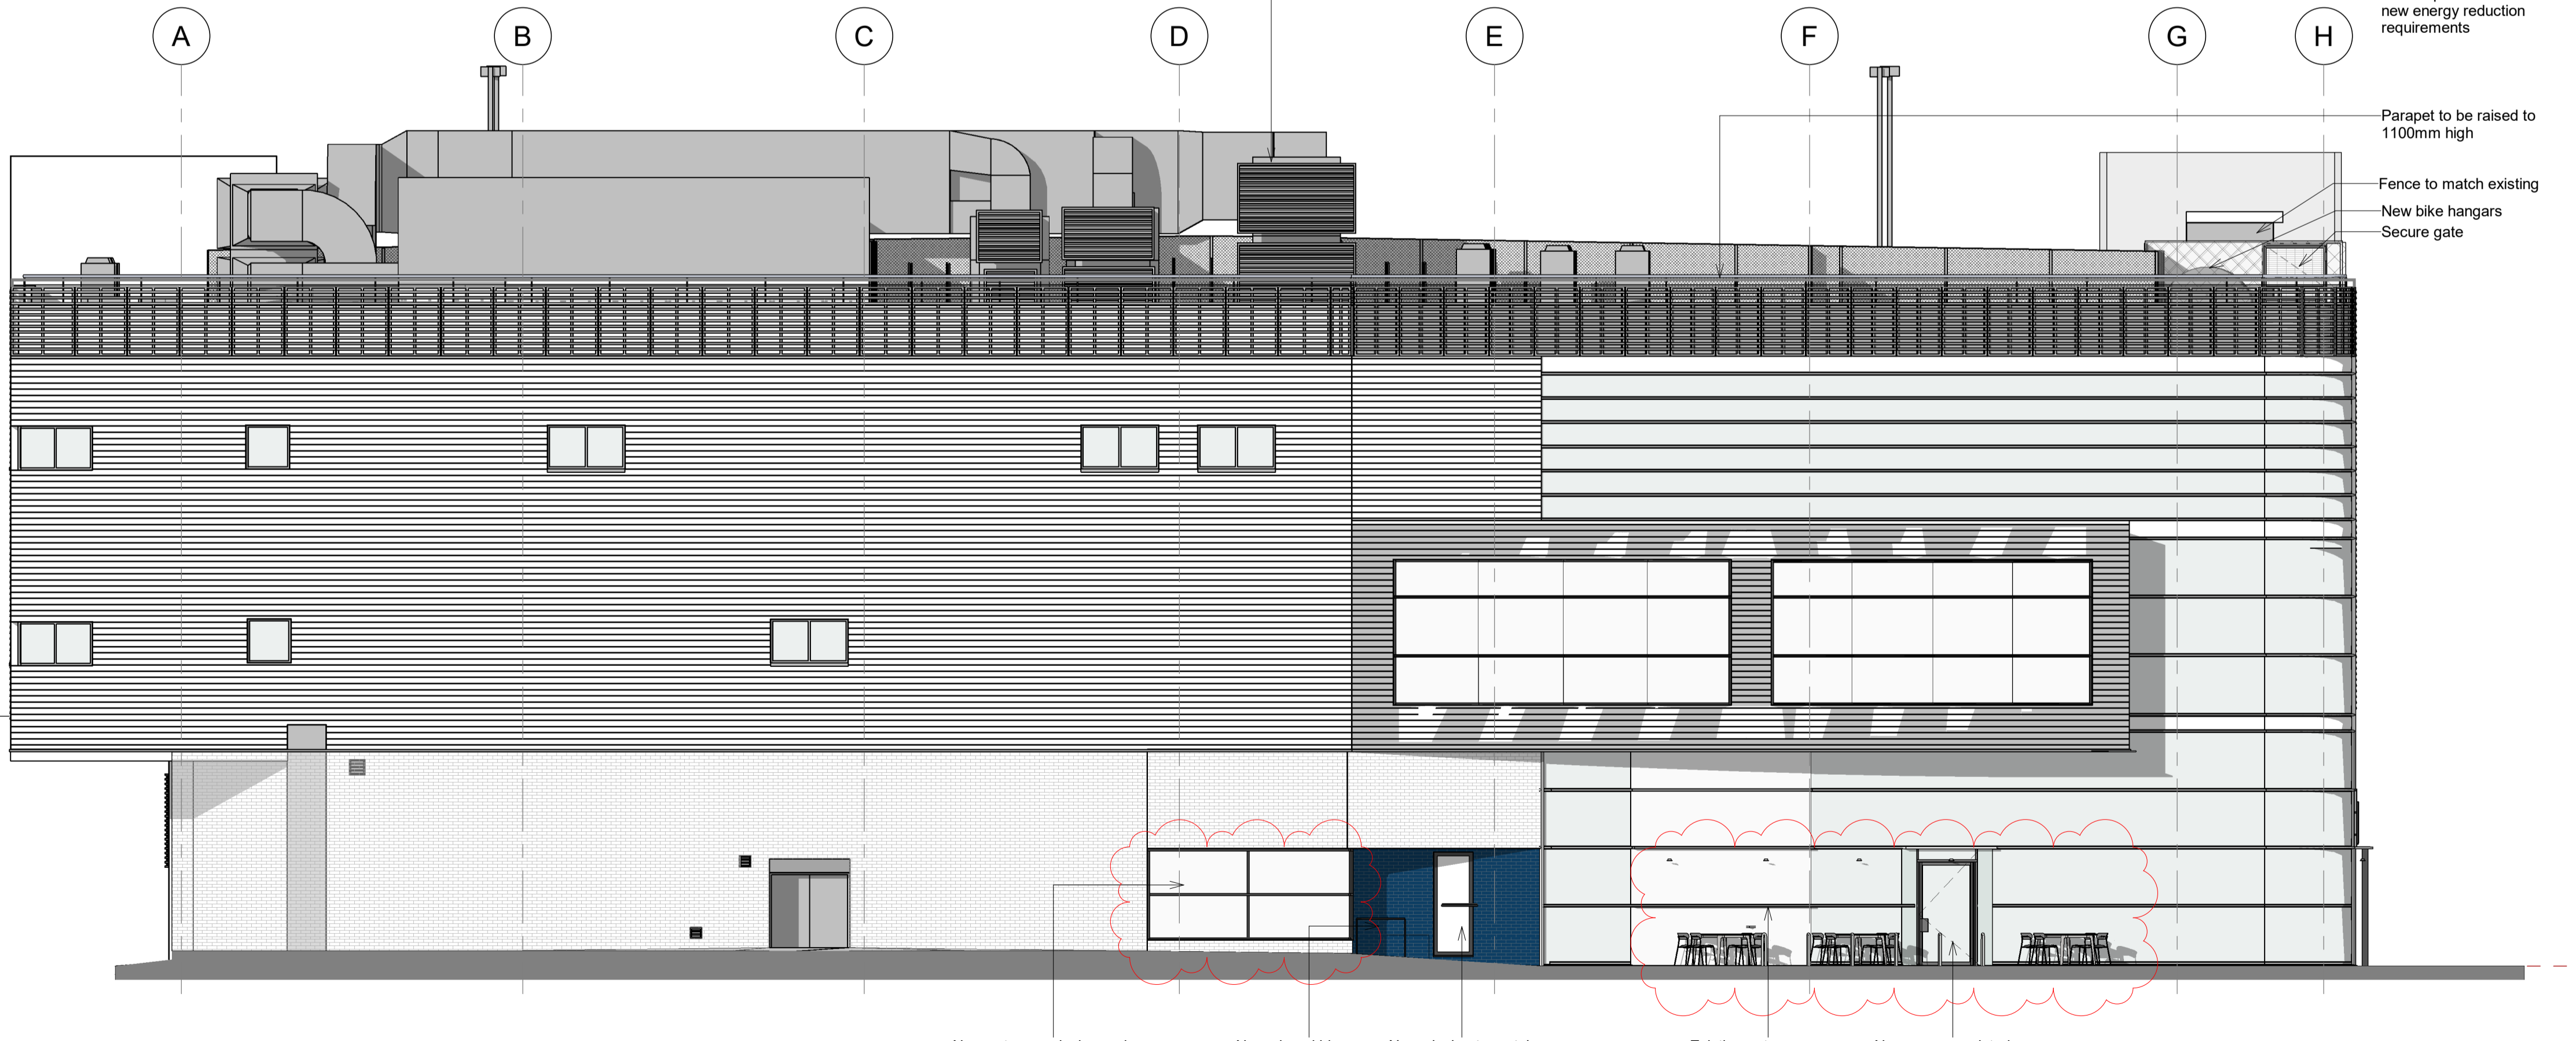 A
B
C
D
E
F
G
H
new energy reduction
requirements
Parapet to be raised to
1100mm high
Fence to match existing
New bike hangars
Secure gate